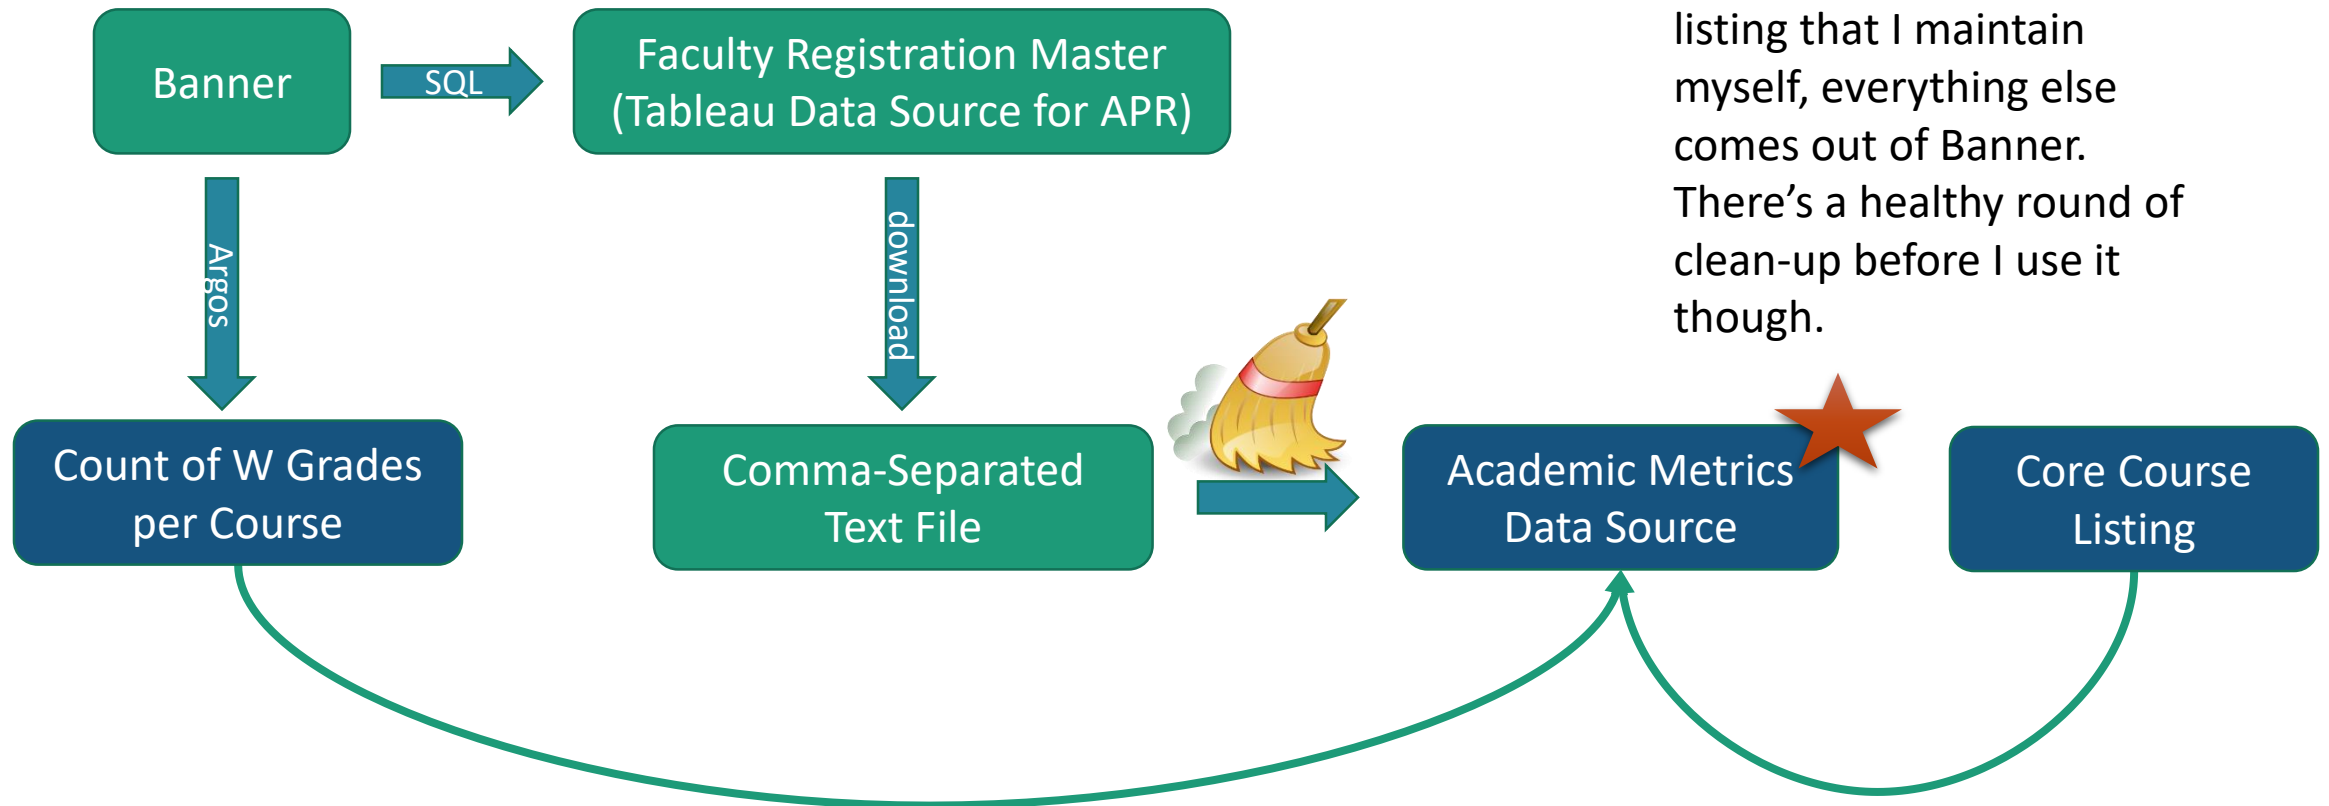 Banner
SQL
Faculty Registration Master
(Tableau Data Source for APR)
listing that I maintain
myself, everything else
comes out of Banner.
There’s a healthy round of
clean-up before I use it
though.
Argos
download
Count of W Grades
per Course
Comma-Separated
Text File
Academic Metrics
Data Source
Core Course
Listing